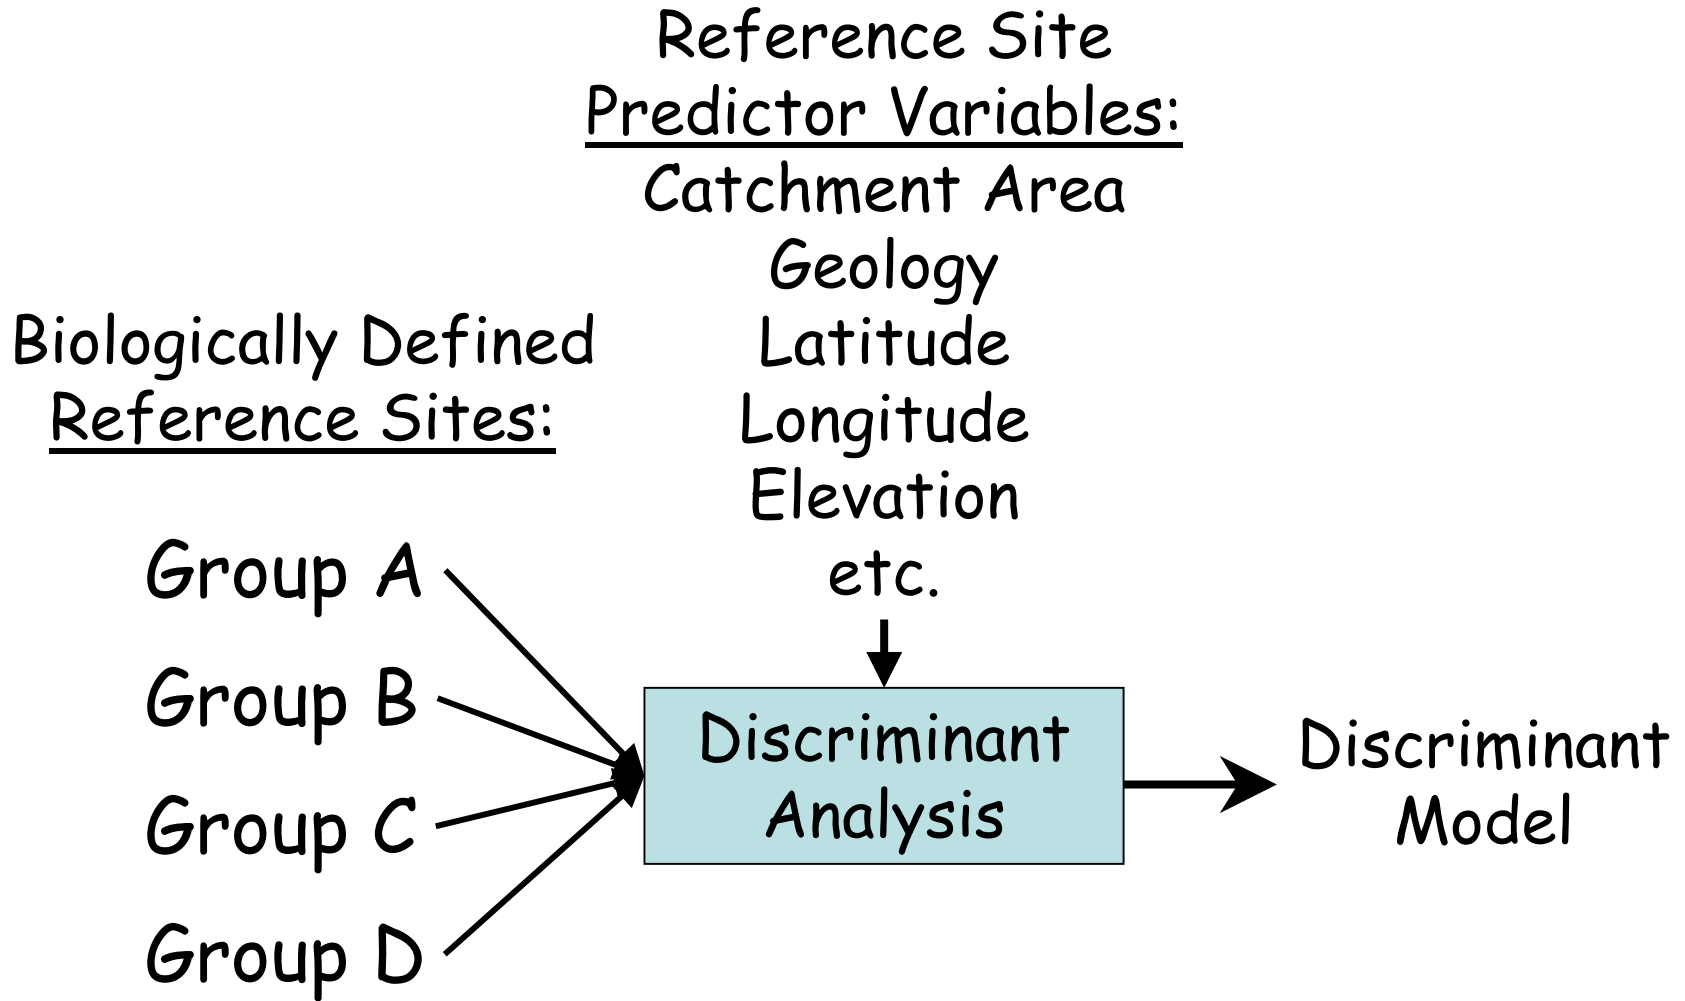 Reference Site
Predictor Variables:
Catchment Area
Geology
Latitude
Longitude
Elevation
etc.
Biologically Defined
Reference Sites:
Group A
Group B
Group C
Group D
Discriminant
Analysis
Discriminant
Model